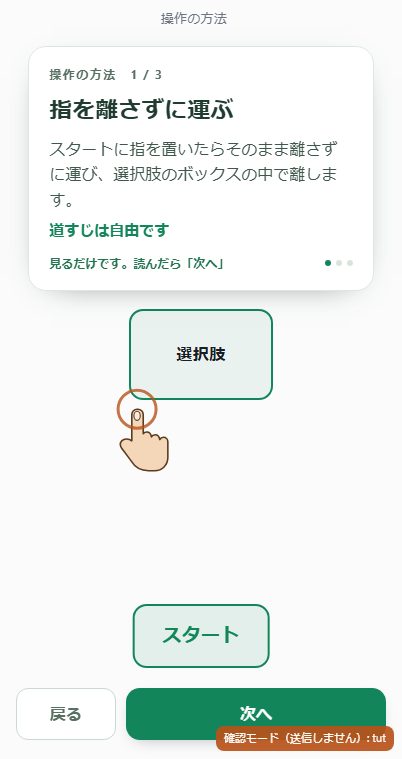 操作の方法
操作の方法 1 / 3
指を離さずに運ぶ
スタートに指を置いたらそのまま離さず
に運び、選択肢のボックスの中で離しま
す。
道すじは自由です
見るだけです。読んだら「次へ」
選択肢
スタート
戻る
次へ
確認モード（送信しません）: tut